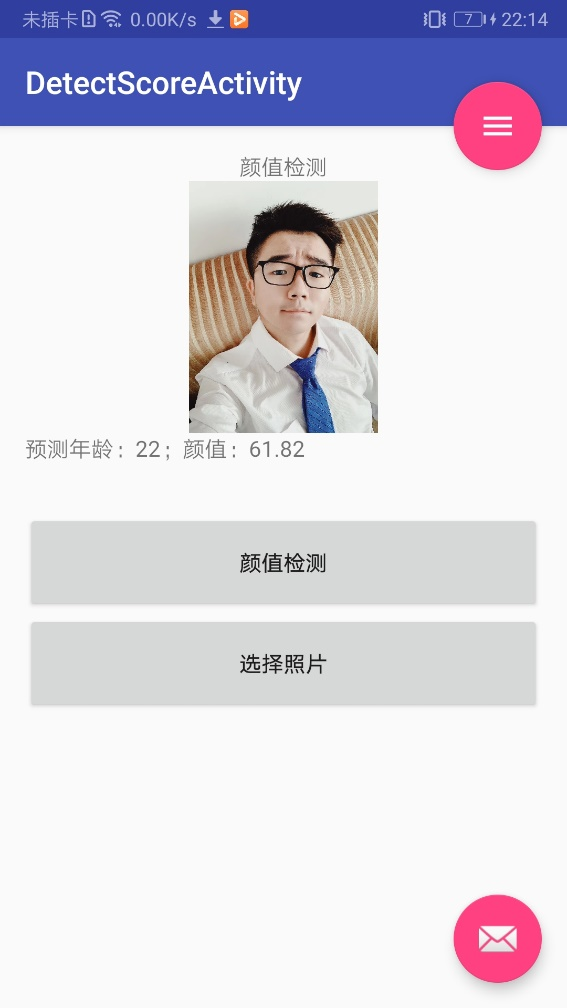 未插卡 0.00K/s 7 22:14
DetectScoreActivity
颜值检测
预测年龄：22；颜值：61.82
颜值检测
选择照片